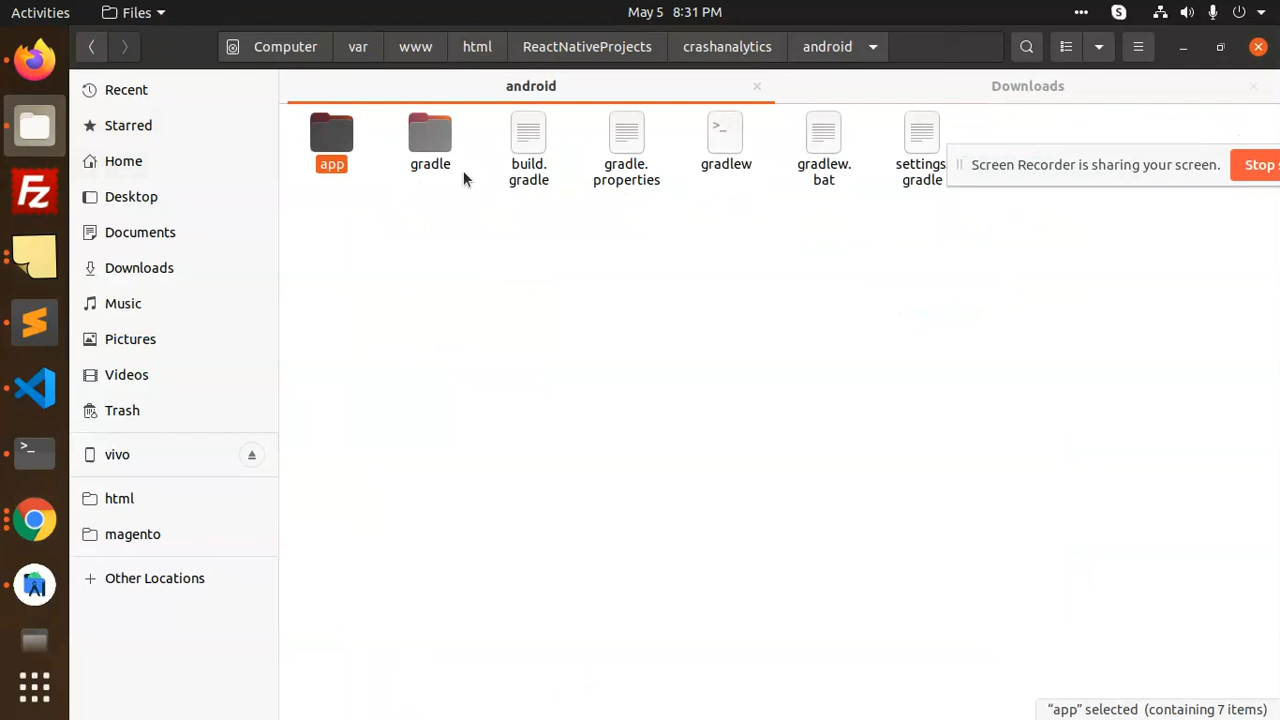 Activities Files May 5 8:31 PM
Computer var www html ReactNativeProjects crashanalytics android
Recent
Starred
Home
Desktop
Documents
Downloads
Music
Pictures
Videos
Trash
vivo
html
magento
+ Other Locations
android Downloads
app
gradle
build.
gradle
gradle.
properties
gradlew
gradlew.
bat
settings
gradle
Screen Recorder is sharing your screen. Stop
"app" selected (containing 7 items)